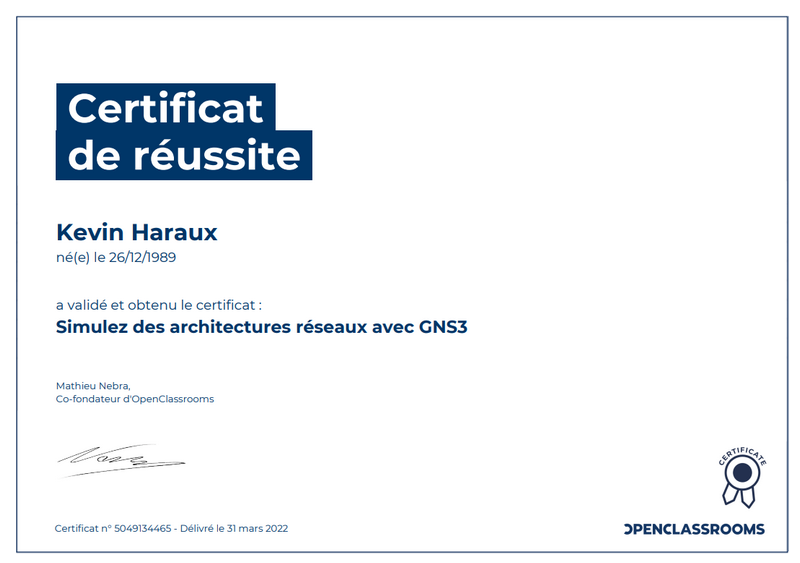 Certificat
de réussite
Kevin Haraux
né(e) le 26/12/1989
a validé et obtenu le certificat :
Simulez des architectures réseaux avec GNS3
Mathieu Nebra,
Co-fondateur d'OpenClassrooms
CERTIFICATE
Certificat n° 5049134465 - Délivré le 31 mars 2022
OPENCLASSROOMS